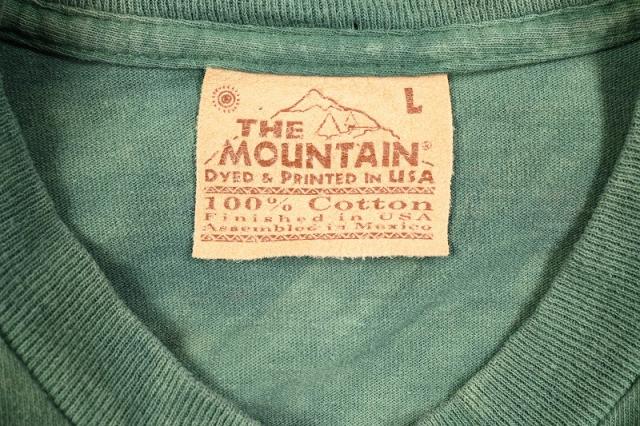 L
THE
MOUNTAIN®
DYED & PRINTED IN USA
100% Cotton
Finished in USA
Assembled in Mexico